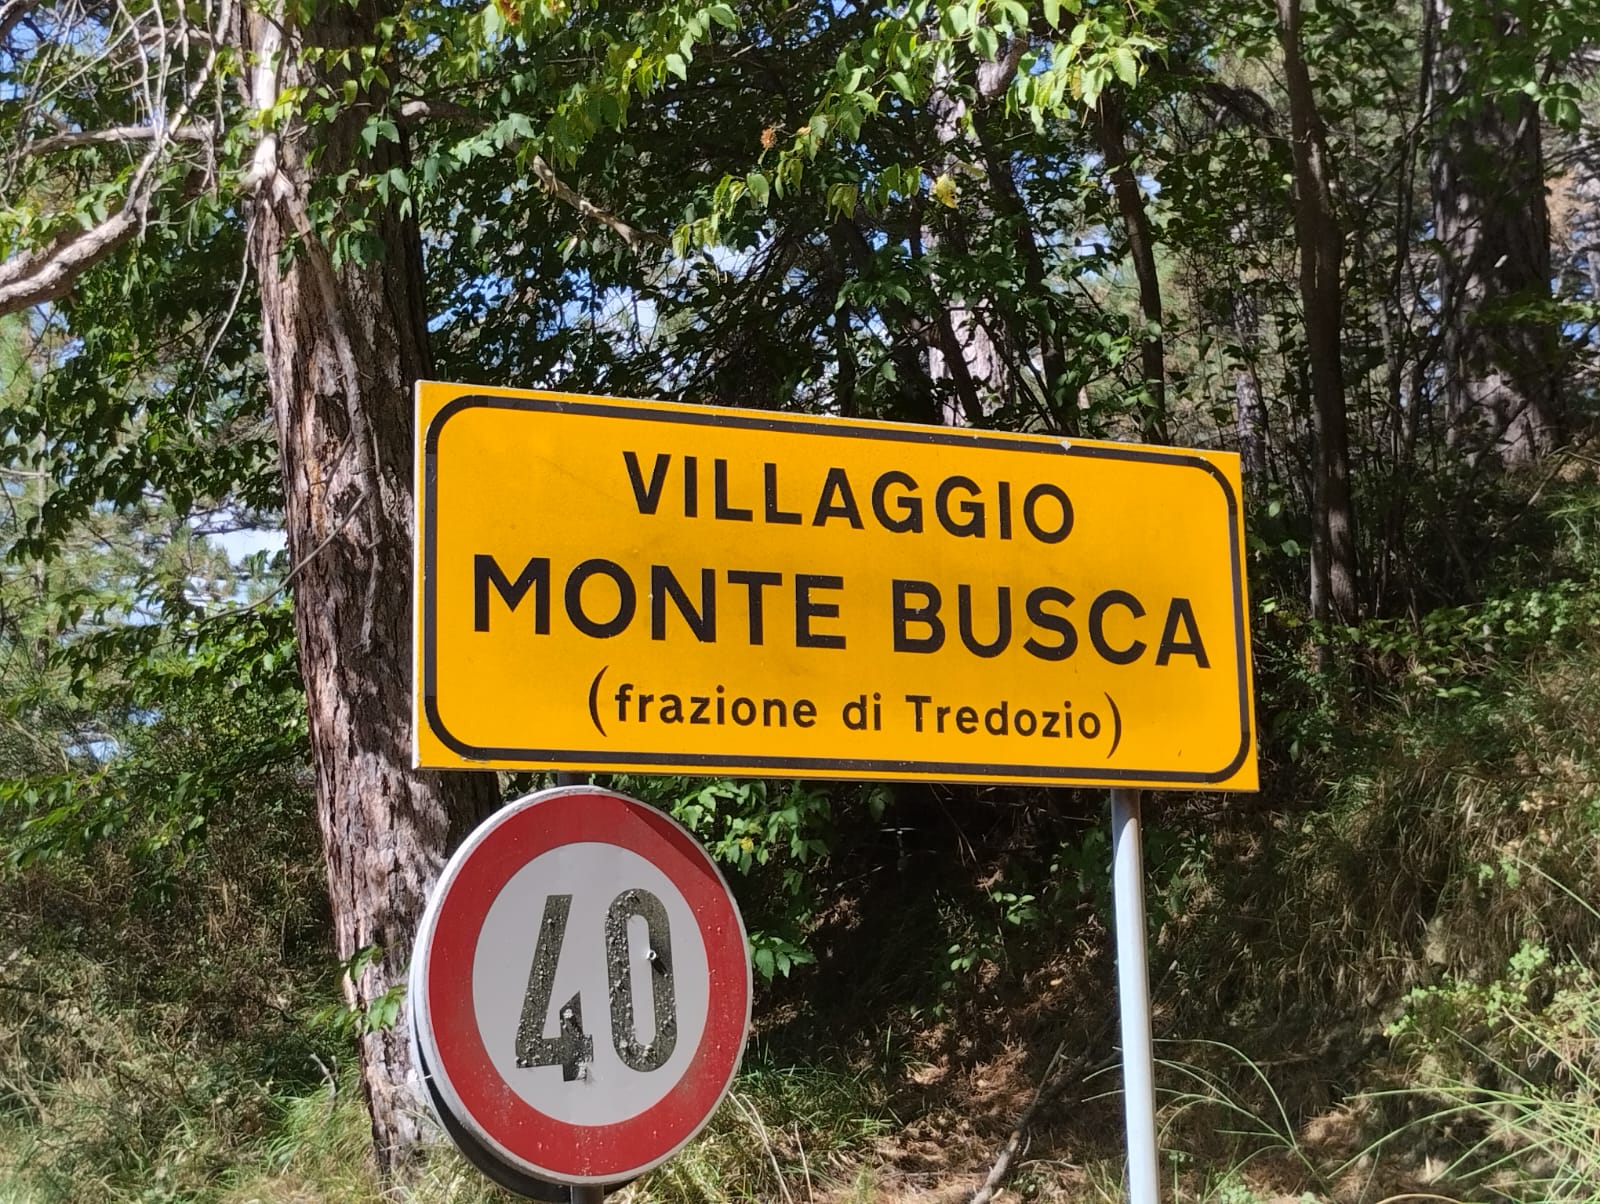 VILLAGGIO
MONTE BUSCA
(frazione di Tredozio)
40